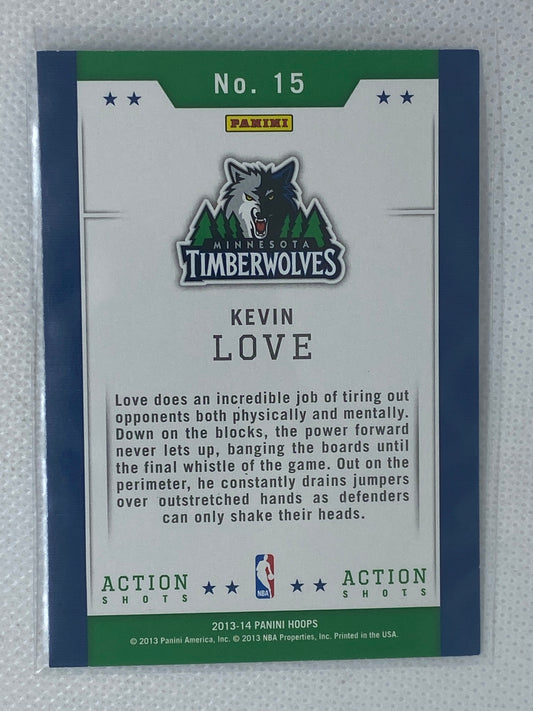 No. 15
PANINI
MINNESOTA
TIMBERWOLVES
KEVIN
LOVE
Love does an incredible job of tiring out
opponents both physically and mentally.
Down on the blocks, the power forward
never lets up, banging the boards until
the final whistle of the game. Out on the
perimeter, he constantly drains jumpers
over outstretched hands as defenders
can only shake their heads.
ACTION
SHOTS
NBA
ACTION
SHOTS
2013-14 PANINI HOOPS
© 2013 Panini America, Inc. © 2013 NBA Properties, Inc. Printed in the USA.